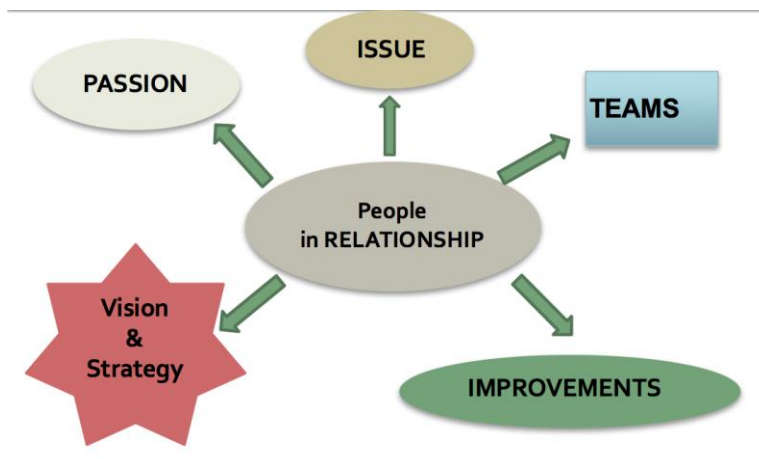 ISSUE
PASSION
TEAMS
People
in RELATIONSHIP
Vision
&
Strategy
IMPROVEMENTS